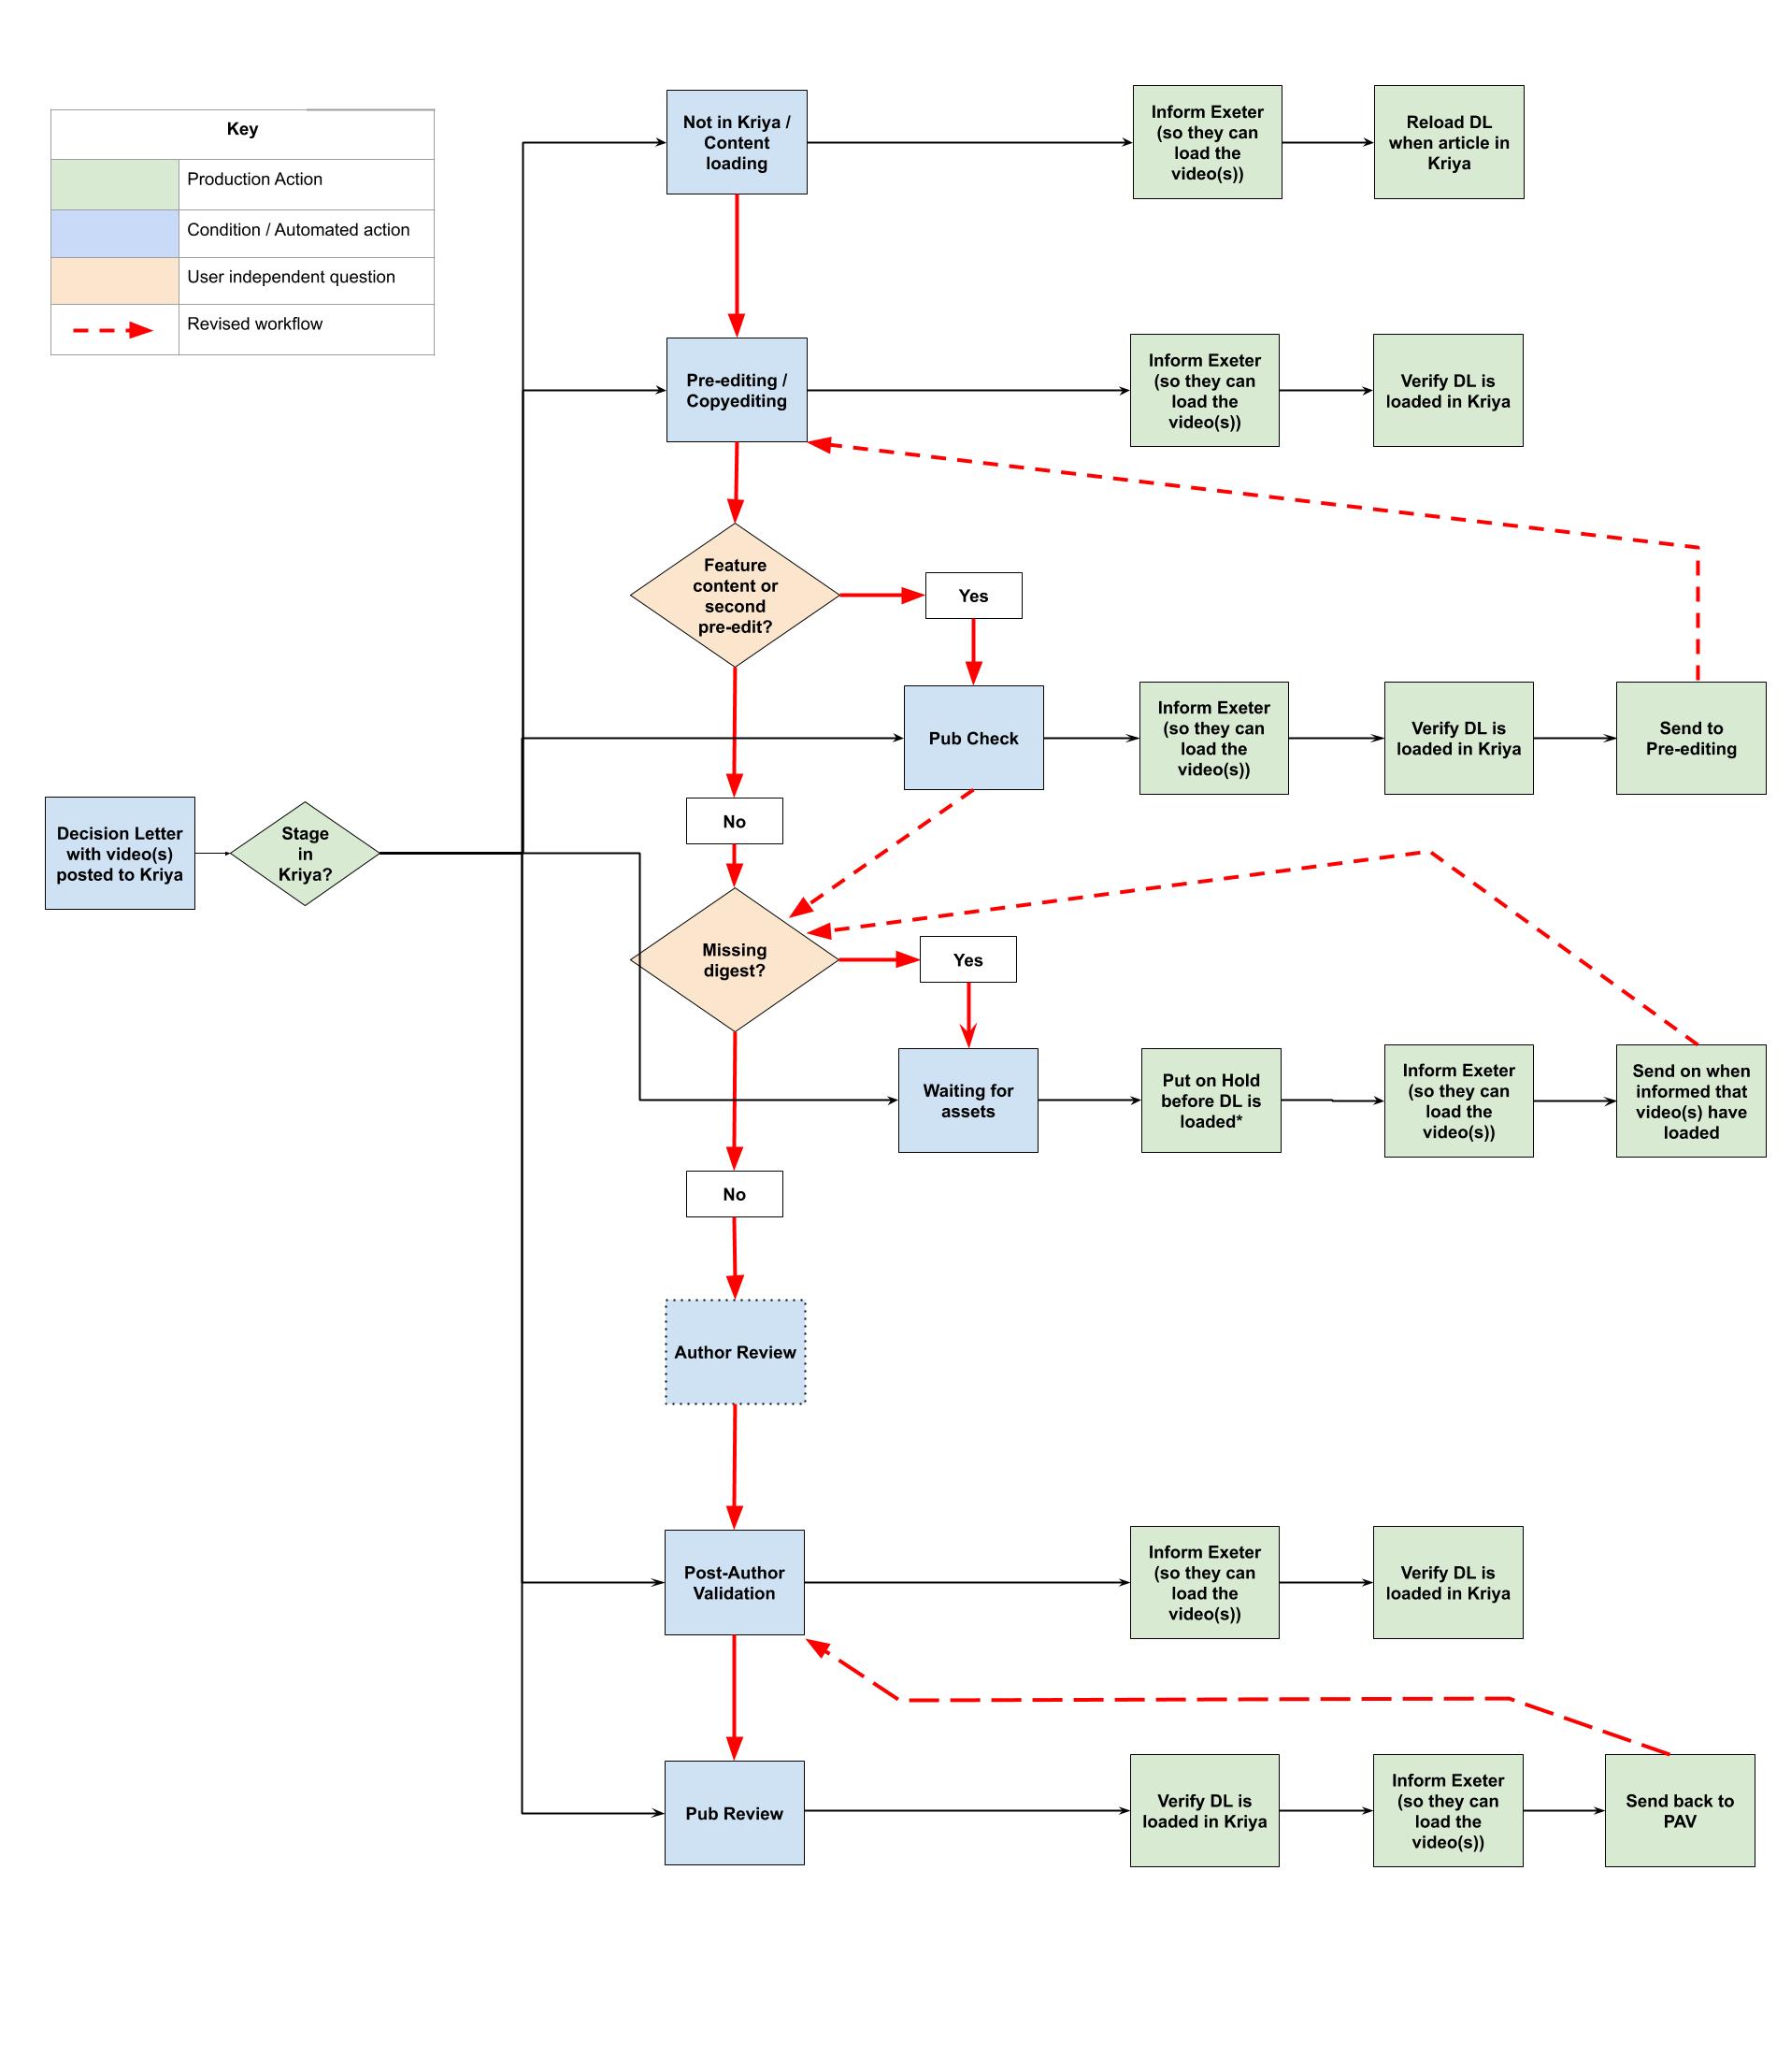 Key
Production Action
Condition / Automated action
User independent question
Revised workflow
Not in Kriya /
Content
loading
Inform Exeter
(so they can
load the
video(s))
Reload DL
when article in
Kriya
Pre-editing /
Copyediting
Inform Exeter
(so they can
load the
video(s))
Verify DL is
loaded in Kriya
Feature
content or
second
pre-edit?
Yes
Pub Check
Inform Exeter
(so they can
load the
video(s))
Verify DL is
loaded in Kriya
Send to
Pre-editing
No
Decision Letter
with video(s)
posted to Kriya
Stage
in
Kriya?
Missing
digest?
Yes
Waiting for
assets
Put on Hold
before DL is
loaded*
Inform Exeter
(so they can
load the
video(s))
Send on when
informed that
video(s) have
loaded
No
Author Review
Post-Author
Validation
Inform Exeter
(so they can
load the
video(s))
Verify DL is
loaded in Kriya
Pub Review
Verify DL is
loaded in Kriya
Inform Exeter
(so they can
load the
video(s))
Send back to
PAV